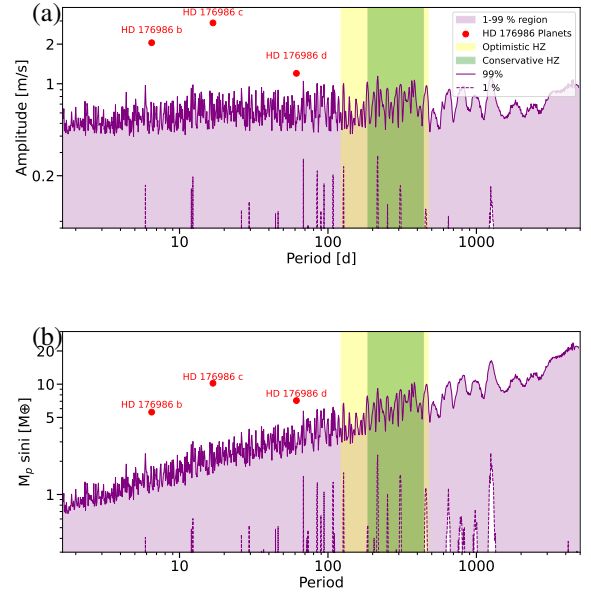 (a)
HD 176986 c
HD 176986 b
HD 176986 d
1-99 % region
HD 176986 Planets
Optimistic HZ
Conservative HZ
99%
1 %
2
1
0.2
Amplitude [m/s]
10
100
1000
Period [d]
(b)
20
10
5
1
HD 176986 c
HD 176986 d
HD 176986 b
Mp sini [M⊕]
10
100
1000
Period